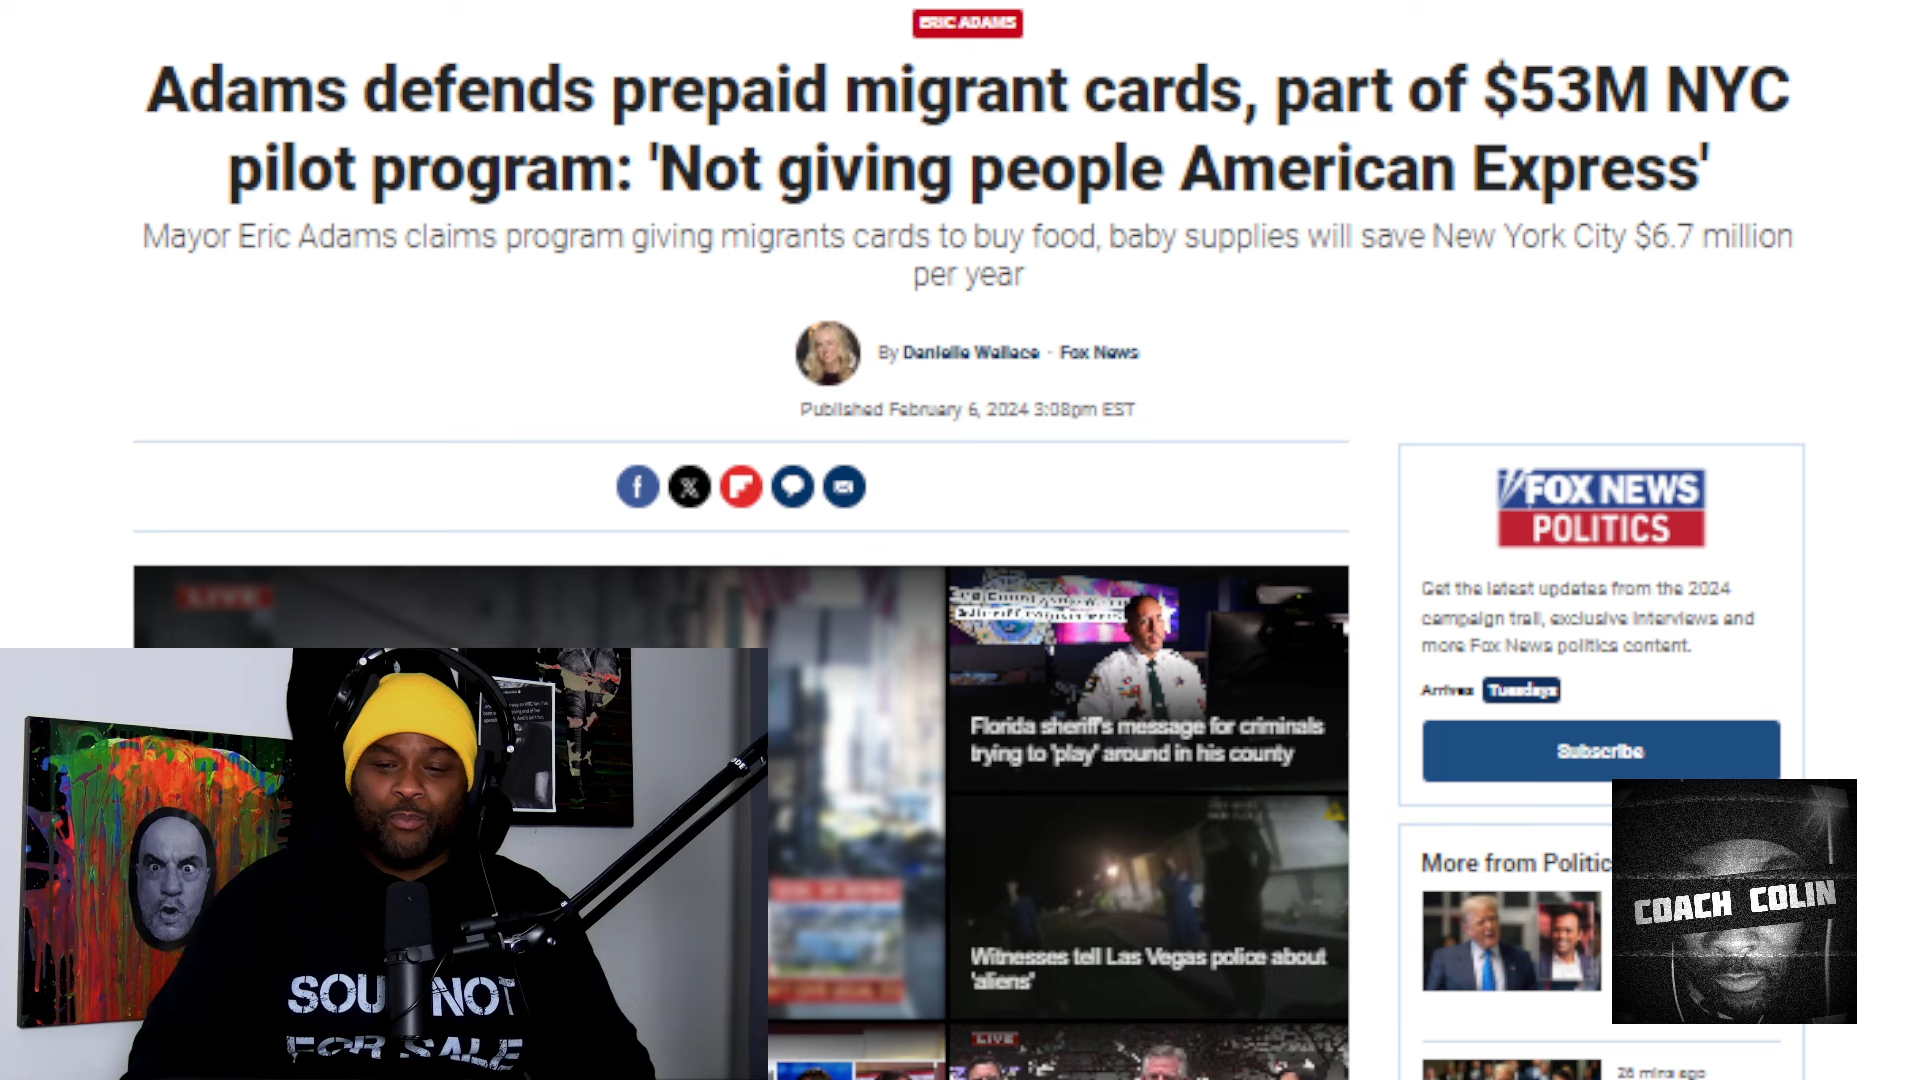 ERIC ADAMS
Adams defends prepaid migrant cards, part of $53M NYC
pilot program: 'Not giving people American Express'
Mayor Eric Adams claims program giving migrants cards to buy food, baby supplies will save New York City $6.7 million
per year
By Danielle Wallace · Fox News
Published February 6, 2024 3:08pm EST
FOX NEWS
POLITICS
Get the latest updates from the 2024
campaign trail, exclusive interviews and
more Fox News politics content.
Arrives Tuesdays
Subscribe
LIVE
Florida sheriff's message for criminals
trying to 'play' around in his county
Witnesses tell Las Vegas police about
'aliens'
LIVE
More from Politic
26 mins ago
COACH COLIN
SOU NOT
FOR SALE